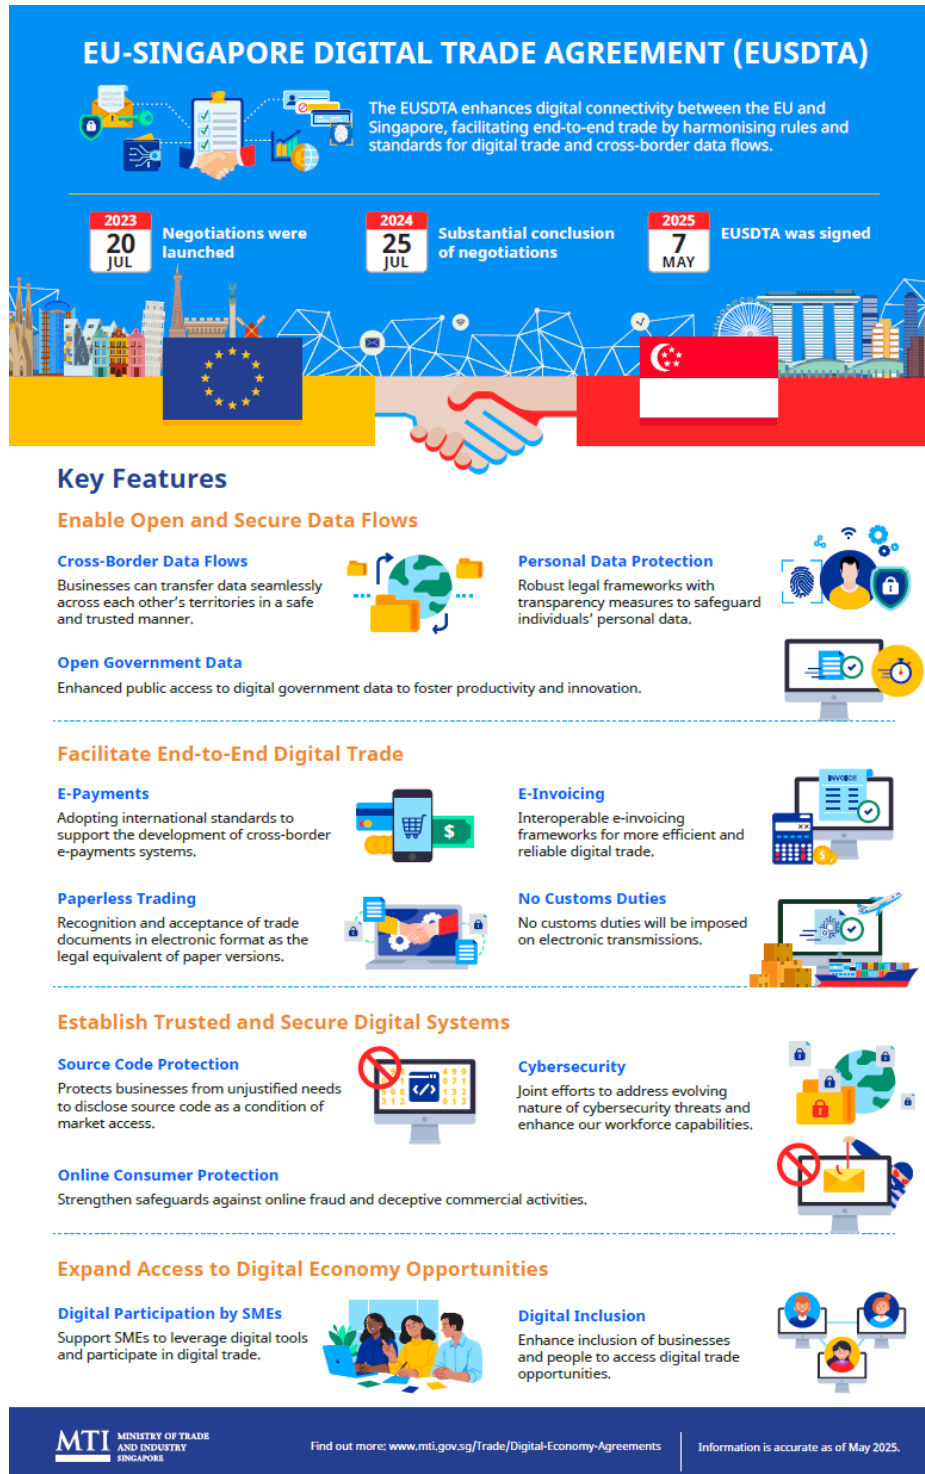 EU-SINGAPORE DIGITAL TRADE AGREEMENT (EUSDTA)
The EUSDTA enhances digital connectivity between the EU and
Singapore, facilitating end-to-end trade by harmonising rules and
standards for digital trade and cross-border data flows.
2023
20
JUL
Negotiations were
launched
2024
25
JUL
Substantial conclusion
of negotiations
2025
7
MAY
EUSDTA was signed
Key Features
Enable Open and Secure Data Flows
Cross-Border Data Flows
Businesses can transfer data seamlessly
across each other's territories in a safe
and trusted manner.
Personal Data Protection
Robust legal frameworks with
transparency measures to safeguard
individuals' personal data.
Open Government Data
Enhanced public access to digital government data to foster productivity and innovation.
Facilitate End-to-End Digital Trade
E-Payments
Adopting international standards to
support the development of cross-border
e-payments systems.
$
E-Invoicing
Interoperable e-invoicing
frameworks for more efficient and
reliable digital trade.
INVOICE
$
Paperless Trading
Recognition and acceptance of trade
documents in electronic format as the
legal equivalent of paper versions.
No Customs Duties
No customs duties will be imposed
on electronic transmissions.
Establish Trusted and Secure Digital Systems
Source Code Protection
Protects businesses from unjustified needs
to disclose source code as a condition of
market access.
</>
Cybersecurity
Joint efforts to address evolving
nature of cybersecurity threats and
enhance our workforce capabilities.
Online Consumer Protection
Strengthen safeguards against online fraud and deceptive commercial activities.
Expand Access to Digital Economy Opportunities
Digital Participation by SMEs
Support SMEs to leverage digital tools
and participate in digital trade.
Digital Inclusion
Enhance inclusion of businesses
and people to access digital trade
opportunities.
MTI
MINISTRY OF TRADE
AND INDUSTRY
SINGAPORE
Find out more: www.mti.gov.sg/Trade/Digital-Economy-Agreements
Information is accurate as of May 2025.